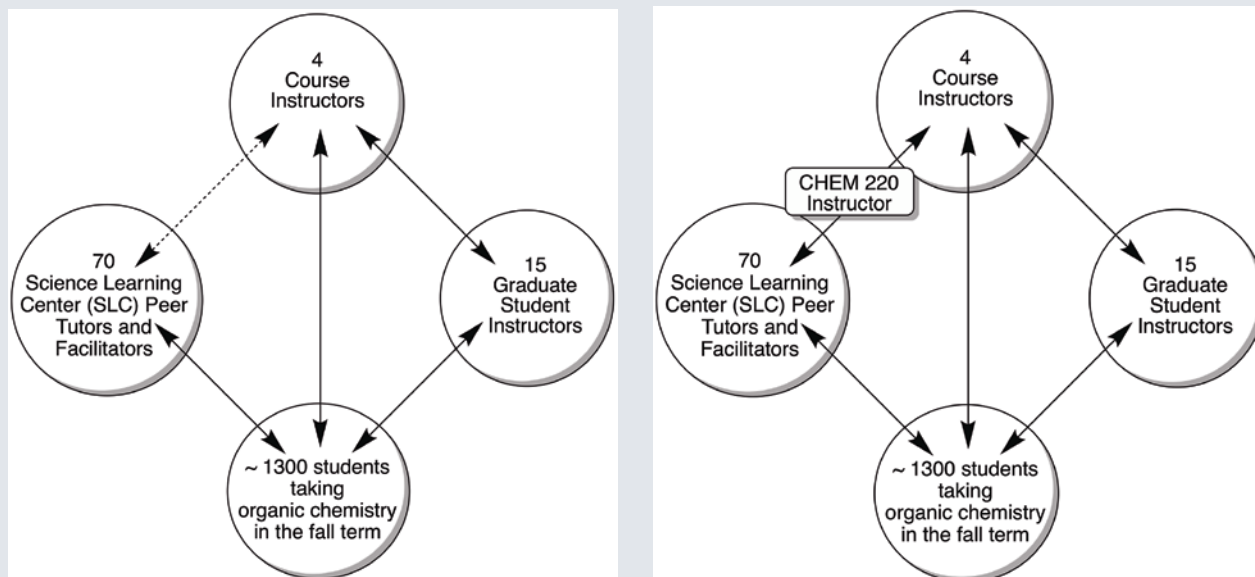 4
Course
Instructors
70
Science Learning
Center (SLC) Peer
Tutors and
Facilitators
15
Graduate
Student
Instructors
~ 1300 students
taking
organic chemistry
in the fall term
4
Course
Instructors
CHEM 220
Instructor
70
Science Learning
Center (SLC) Peer
Tutors and
Facilitators
15
Graduate
Student
Instructors
~ 1300 students
taking
organic chemistry
in the fall term